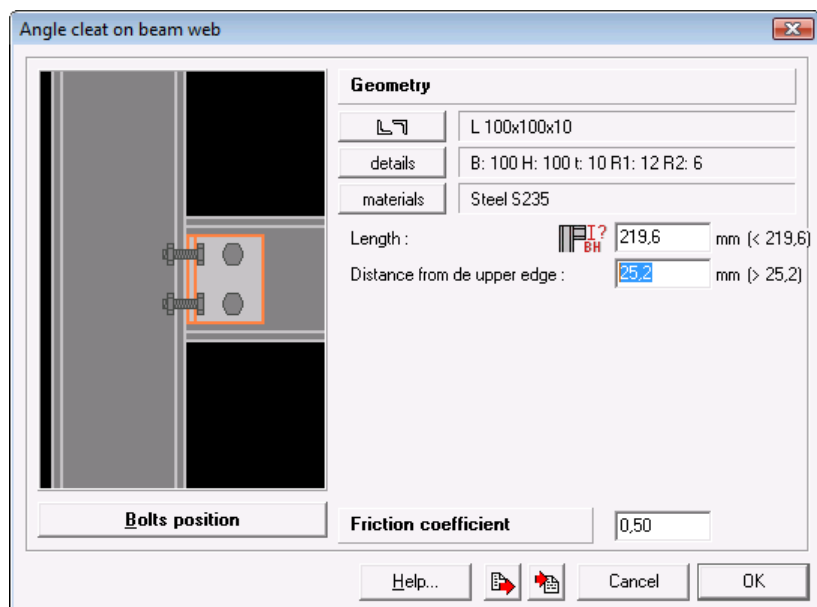 Angle cleat on beam web
Geometry
L 100x100x10
details B: 100 H: 100 t: 10 R1: 12 R2: 6
materials Steel S235
Length : I? BH 219,6 mm (< 219,6)
Distance from de upper edge : 25,2 mm (> 25,2)
Bolts position Friction coefficient 0,50
Help... Cancel OK